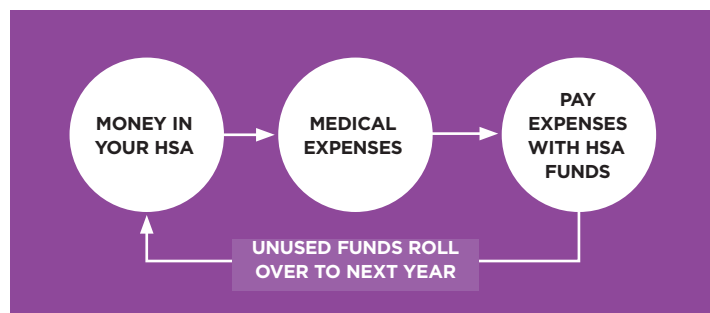 MONEY IN
YOUR HSA
MEDICAL
EXPENSES
PAY
EXPENSES
WITH HSA
FUNDS
UNUSED FUNDS ROLL
OVER TO NEXT YEAR